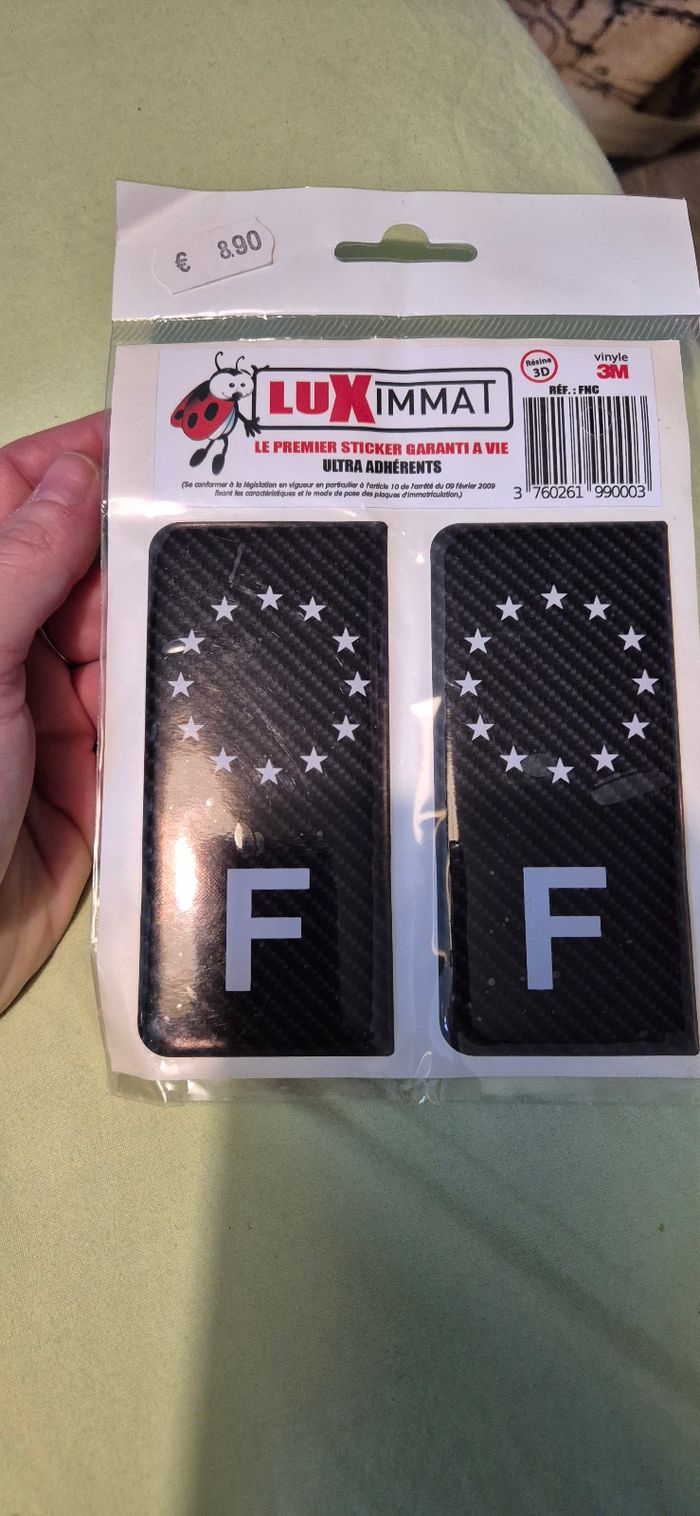 € 8.90
LUXIMMAT
Résine
3D
vinyle
3M
RÉF. : FNC
LE PREMIER STICKER GARANTI A VIE
ULTRA ADHÉRENTS
(Se conformer à la législation en vigueur en particulier à l'article 10 de l'arrêté du 09 février 2009
fixant les caractéristiques et le mode de pose des plaques d'immatriculation.)
3 760261 990003
F
F